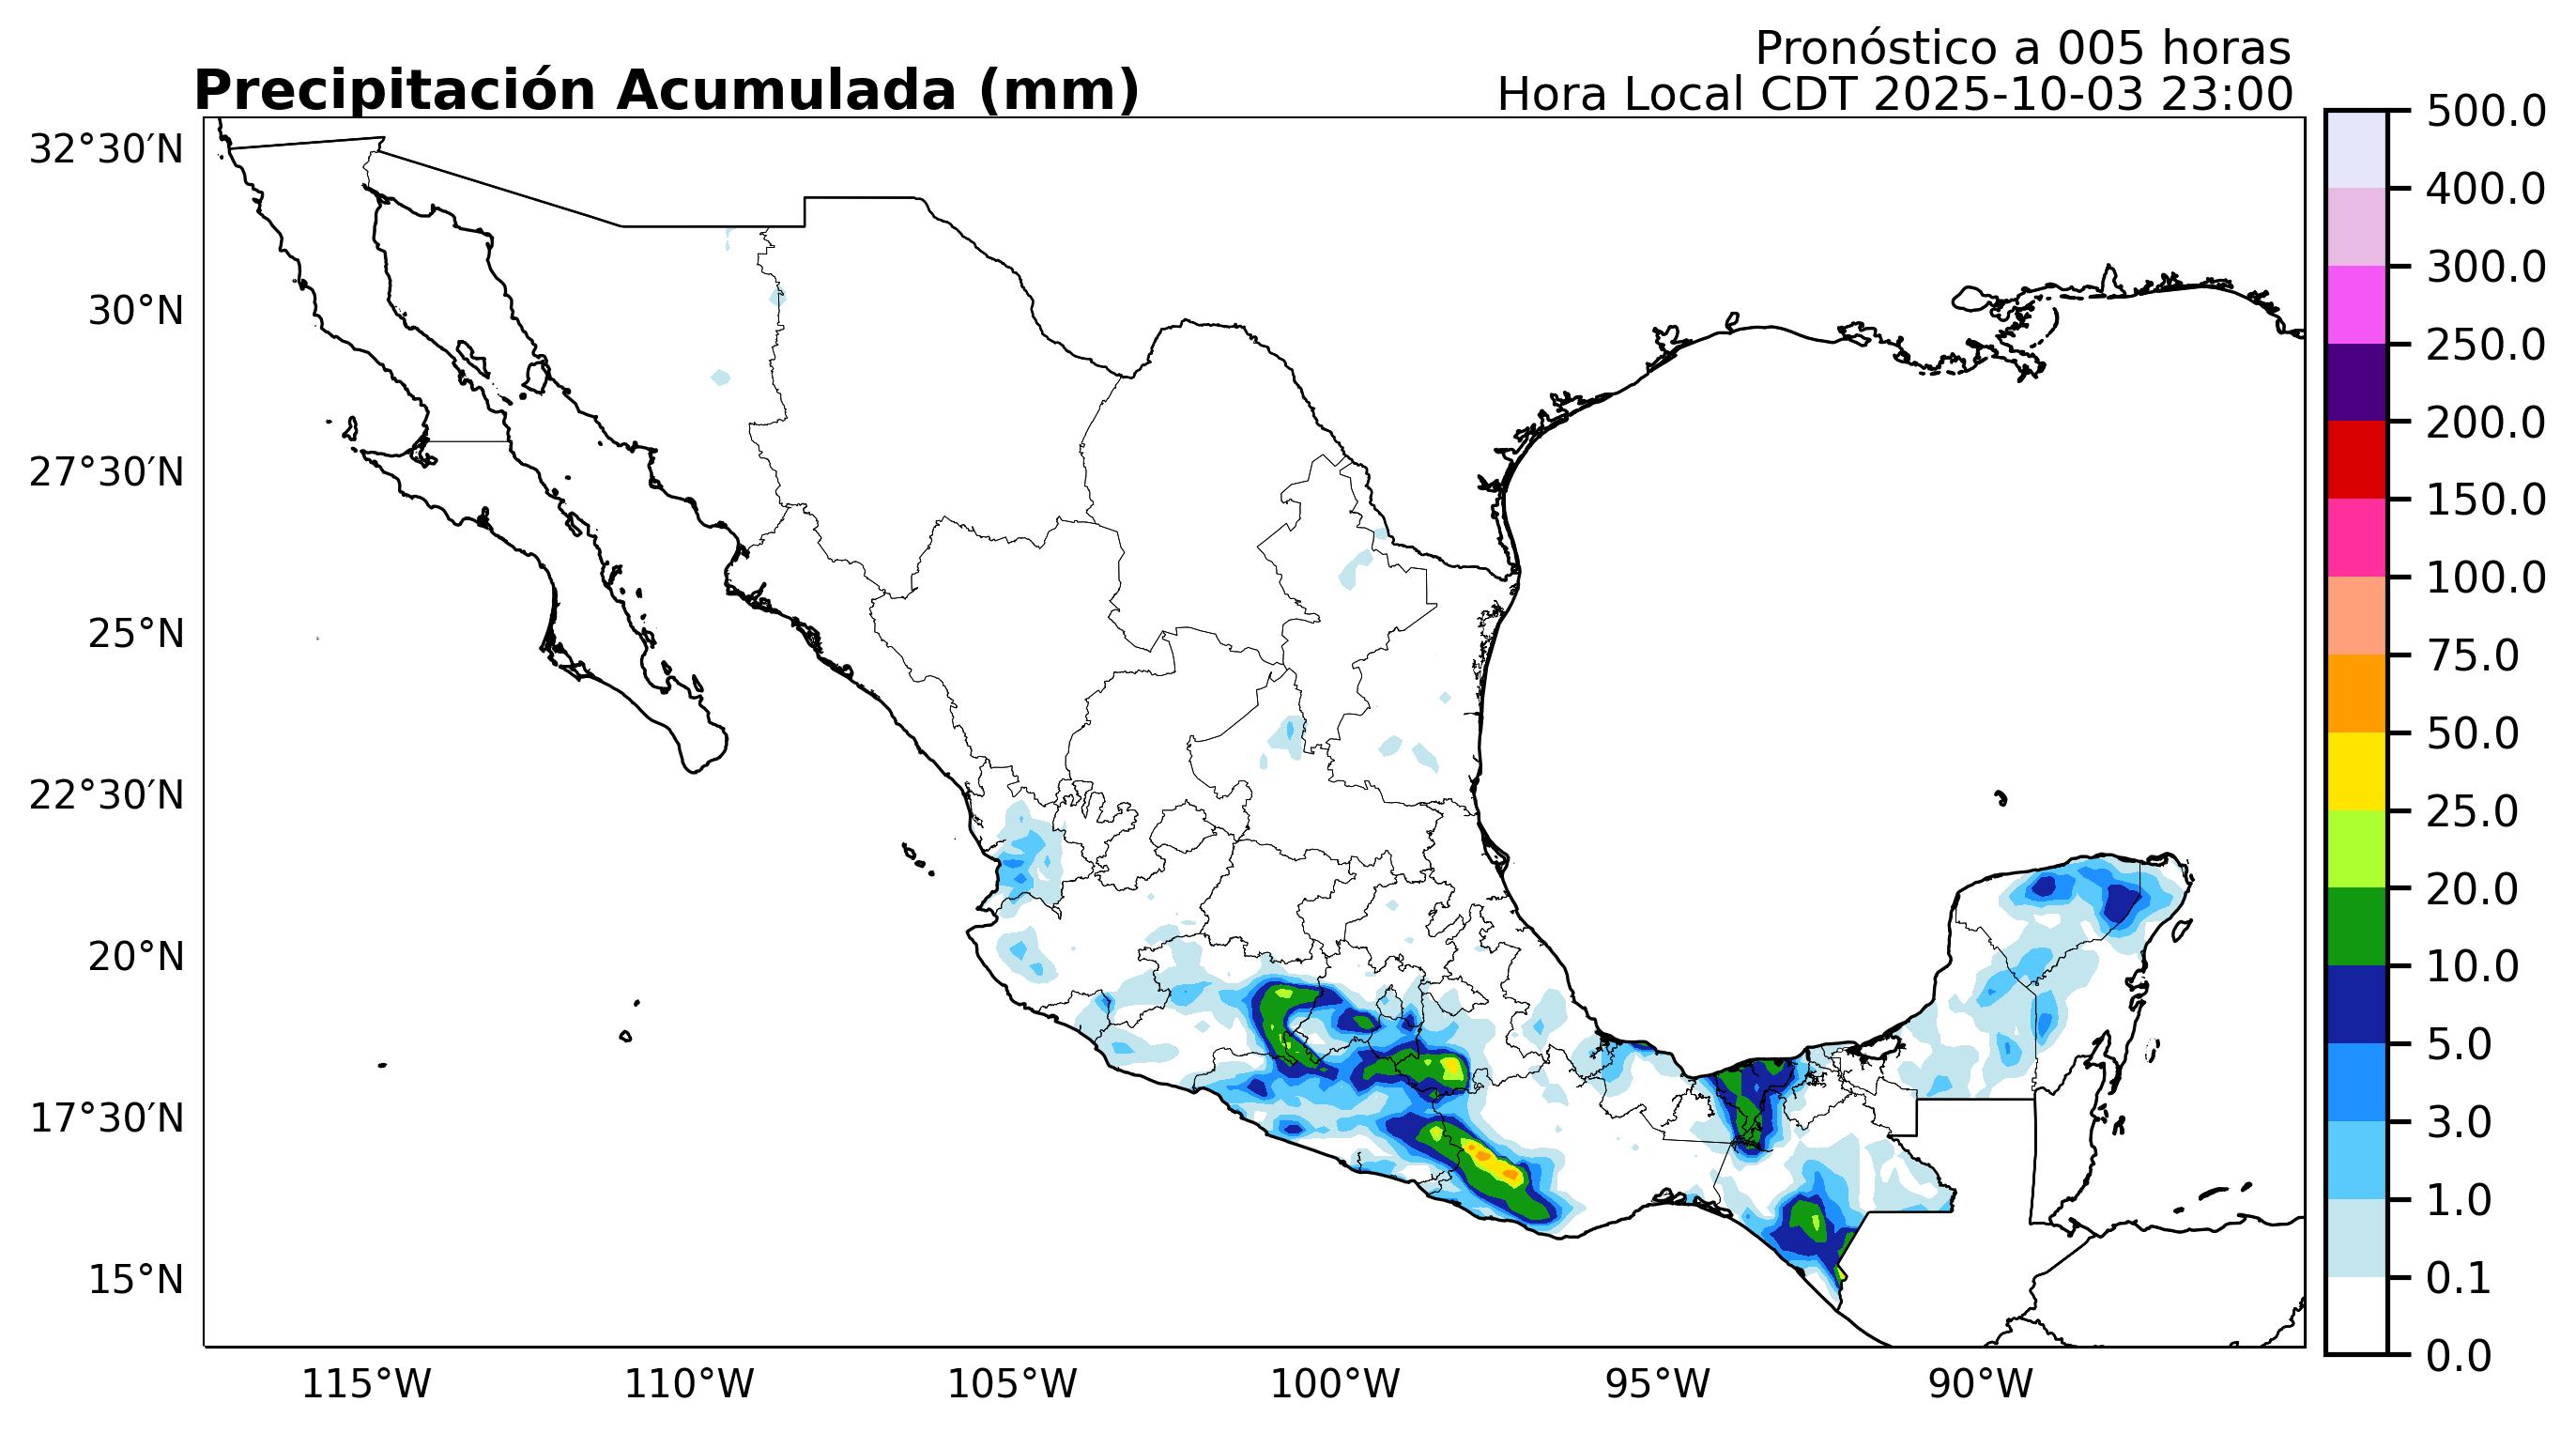 Pronóstico a 005 horas
Precipitación Acumulada (mm)
Hora Local CDT 2025-10-03 23:00
32°30′N
30°N
27°30′N
25°N
22°30′N
20°N
17°30′N
15°N
115°W
110°W
105°W
100°W
95°W
90°W
500.0
400.0
300.0
250.0
200.0
150.0
100.0
75.0
50.0
25.0
20.0
10.0
5.0
3.0
1.0
0.1
0.0